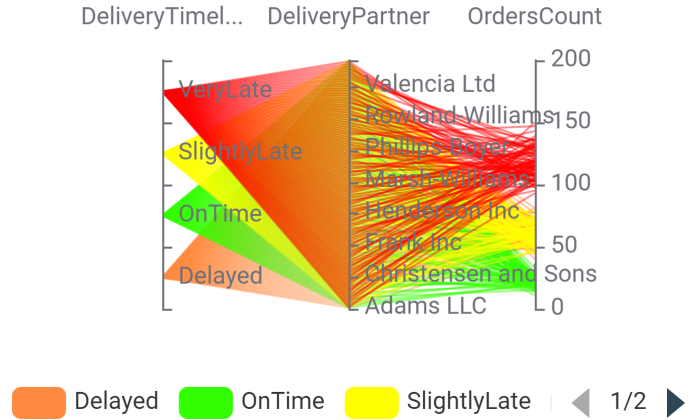 DeliveryTimel... DeliveryPartner OrdersCount
200
VeryLate Valencia Ltd
Rowland-Williams 150
SlightlyLate Phillips-Boyer
Marsh-Williams 100
OnTime Henderson Inc
Frank Inc 50
Delayed Christensen and Sons
Adams LLC 0
Delayed OnTime SlightlyLate 1/2